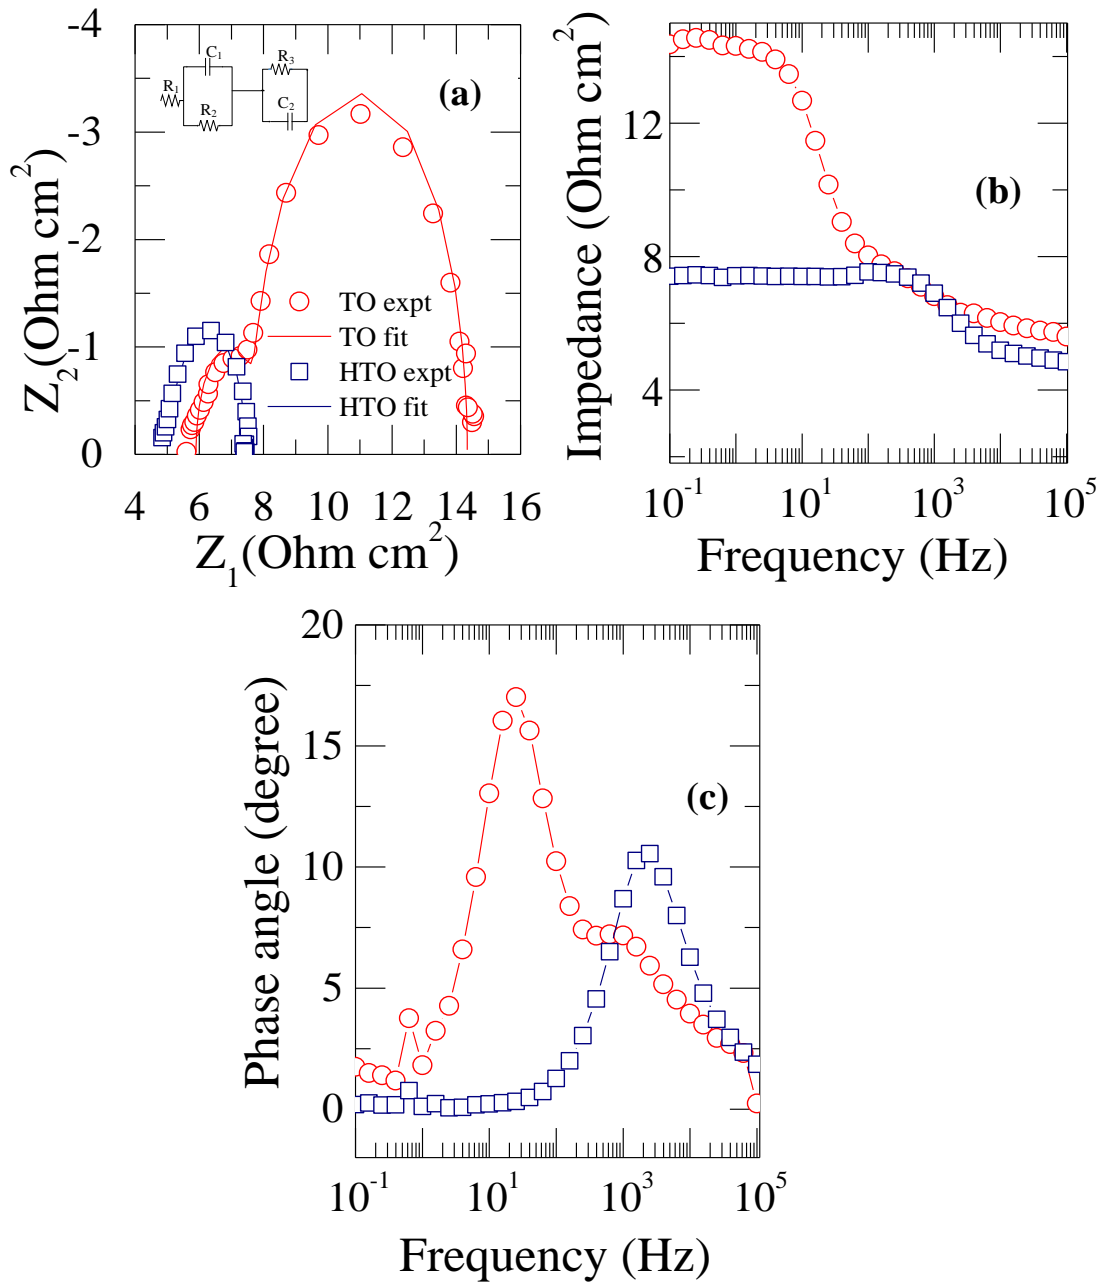 -4
-3
-2
-1
0
Z₂(Ohm cm²)
C₁
R₁
R₂
R₃
C₂
(a)
TO expt
TO fit
HTO expt
HTO fit
4 6 8 10 12 14 16
Z₁(Ohm cm²)
12
8
4
Impedance (Ohm cm²)
(b)
10⁻¹ 10¹ 10³ 10⁵
Frequency (Hz)
20
15
10
5
0
Phase angle (degree)
(c)
10⁻¹ 10¹ 10³ 10⁵
Frequency (Hz)